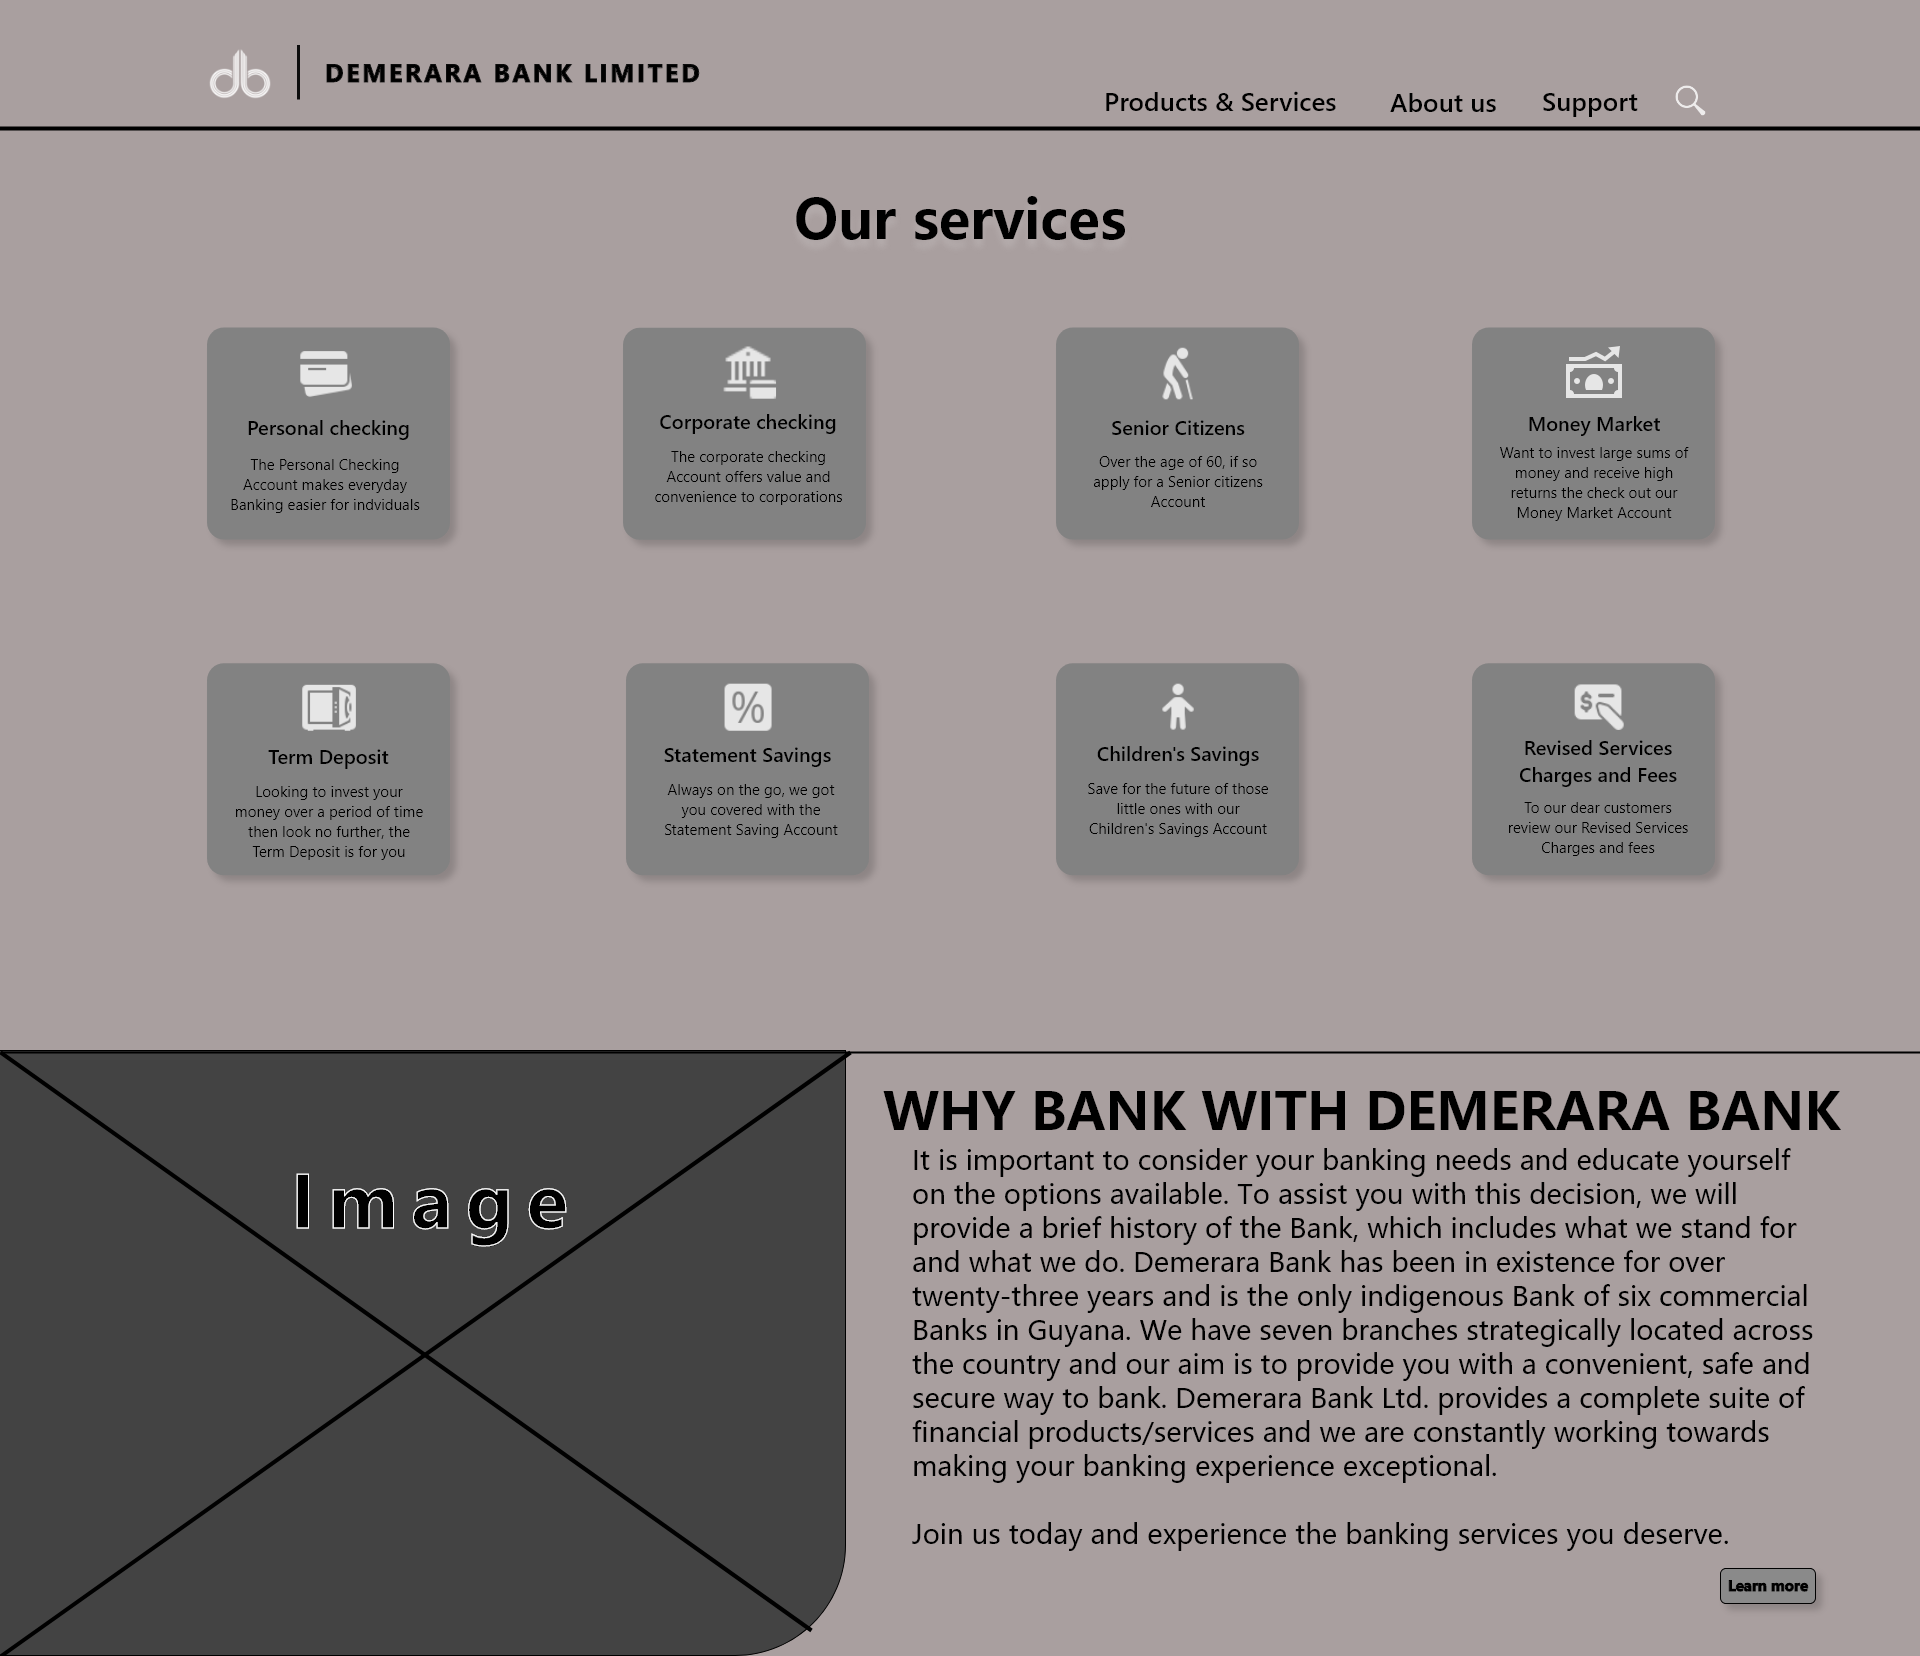 db
DEMERARA BANK LIMITED
Products & Services
About us
Support
Our services
Personal checking
The Personal Checking
Account makes everyday
Banking easier for indviduals
Corporate checking
The corporate checking
Account offers value and
convenience to corporations
Senior Citizens
Over the age of 60, if so
apply for a Senior citizens
Account
Money Market
Want to invest large sums of
money and receive high
returns the check out our
Money Market Account
Term Deposit
Looking to invest your
money over a period of time
then look no further, the
Term Deposit is for you
%
Statement Savings
Always on the go, we got
you covered with the
Statement Saving Account
Children's Savings
Save for the future of those
little ones with our
Children's Savings Account
$
Revised Services
Charges and Fees
To our dear customers
review our Revised Services
Charges and fees
Image
WHY BANK WITH DEMERARA BANK
It is important to consider your banking needs and educate yourself
on the options available. To assist you with this decision, we will
provide a brief history of the Bank, which includes what we stand for
and what we do. Demerara Bank has been in existence for over
twenty-three years and is the only indigenous Bank of six commercial
Banks in Guyana. We have seven branches strategically located across
the country and our aim is to provide you with a convenient, safe and
secure way to bank. Demerara Bank Ltd. provides a complete suite of
financial products/services and we are constantly working towards
making your banking experience exceptional.
Join us today and experience the banking services you deserve.
Learn more